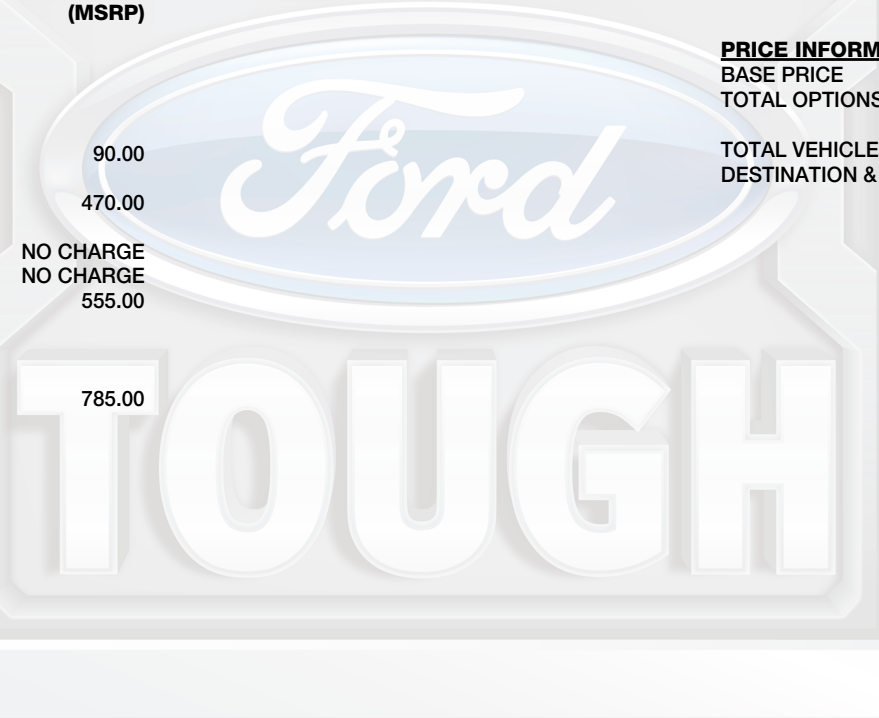 (MSRP)
90.00
470.00
NO CHARGE
NO CHARGE
555.00
785.00
PRICE INFORM
BASE PRICE
TOTAL OPTIONS
TOTAL VEHICLE
DESTINATION &
Ford
TOUGH